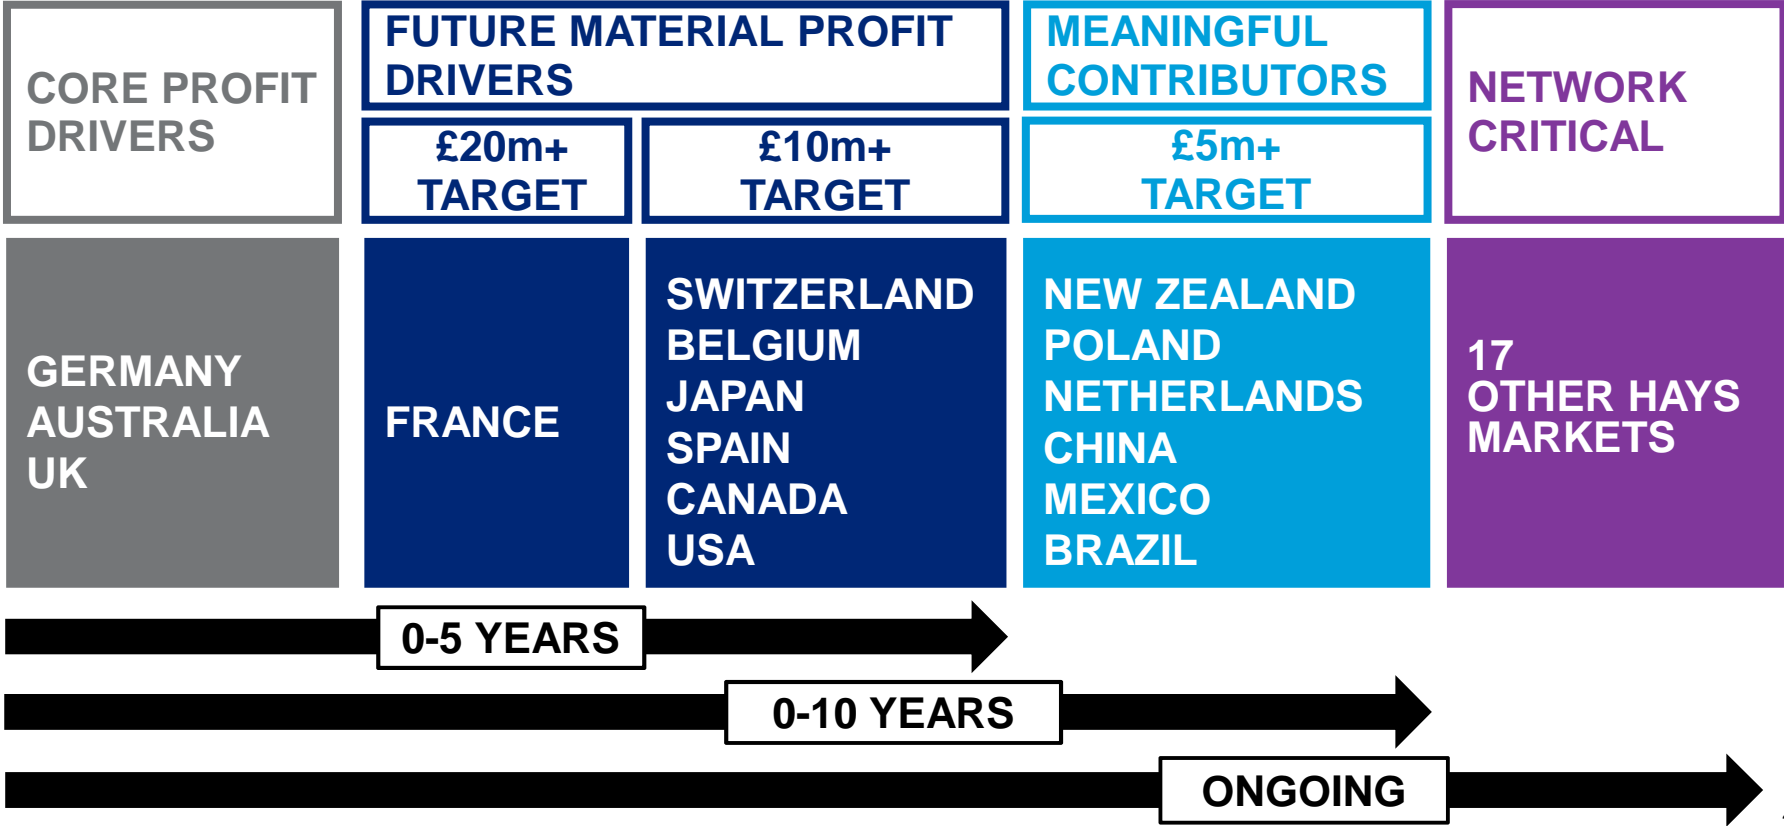 CORE PROFIT
DRIVERS
FUTURE MATERIAL PROFIT
DRIVERS
£20m+
TARGET
£10m+
TARGET
MEANINGFUL
CONTRIBUTORS
£5m+
TARGET
NETWORK
CRITICAL
GERMANY
AUSTRALIA
UK
FRANCE
SWITZERLAND
BELGIUM
JAPAN
SPAIN
CANADA
USA
NEW ZEALAND
POLAND
NETHERLANDS
CHINA
MEXICO
BRAZIL
17
OTHER HAYS
MARKETS
0-5 YEARS
0-10 YEARS
ONGOING